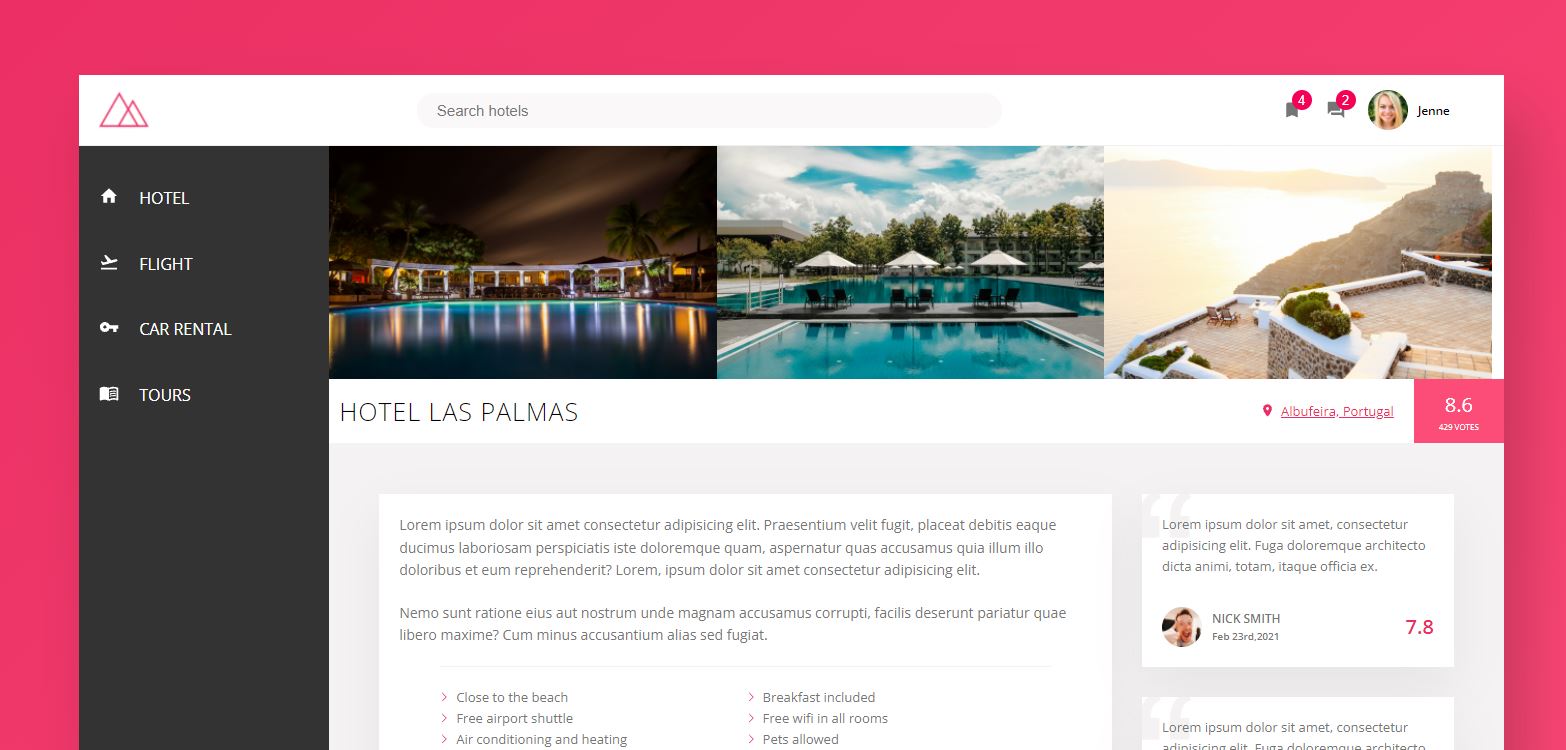 Search hotels
4
2
Jenne
HOTEL
FLIGHT
CAR RENTAL
TOURS
HOTEL LAS PALMAS
Albufeira, Portugal
8.6
429 VOTES
Lorem ipsum dolor sit amet consectetur adipisicing elit. Praesentium velit fugit, placeat debitis eaque
ducimus laboriosam perspiciatis iste doloremque quam, aspernatur quas accusamus quia illum illo
doloribus et eum reprehenderit? Lorem, ipsum dolor sit amet consectetur adipisicing elit.
Nemo sunt ratione eius aut nostrum unde magnam accusamus corrupti, facilis deserunt pariatur quae
libero maxime? Cum minus accusantium alias sed fugiat.
Close to the beach
Free airport shuttle
Air conditioning and heating
Breakfast included
Free wifi in all rooms
Pets allowed
“
Lorem ipsum dolor sit amet, consectetur
adipisicing elit. Fuga doloremque architecto
dicta animi, totam, itaque officia ex.
NICK SMITH
Feb 23rd,2021
7.8
“
Lorem ipsum dolor sit amet, consectetur
adipisicing elit. Fuga doloremque architecto